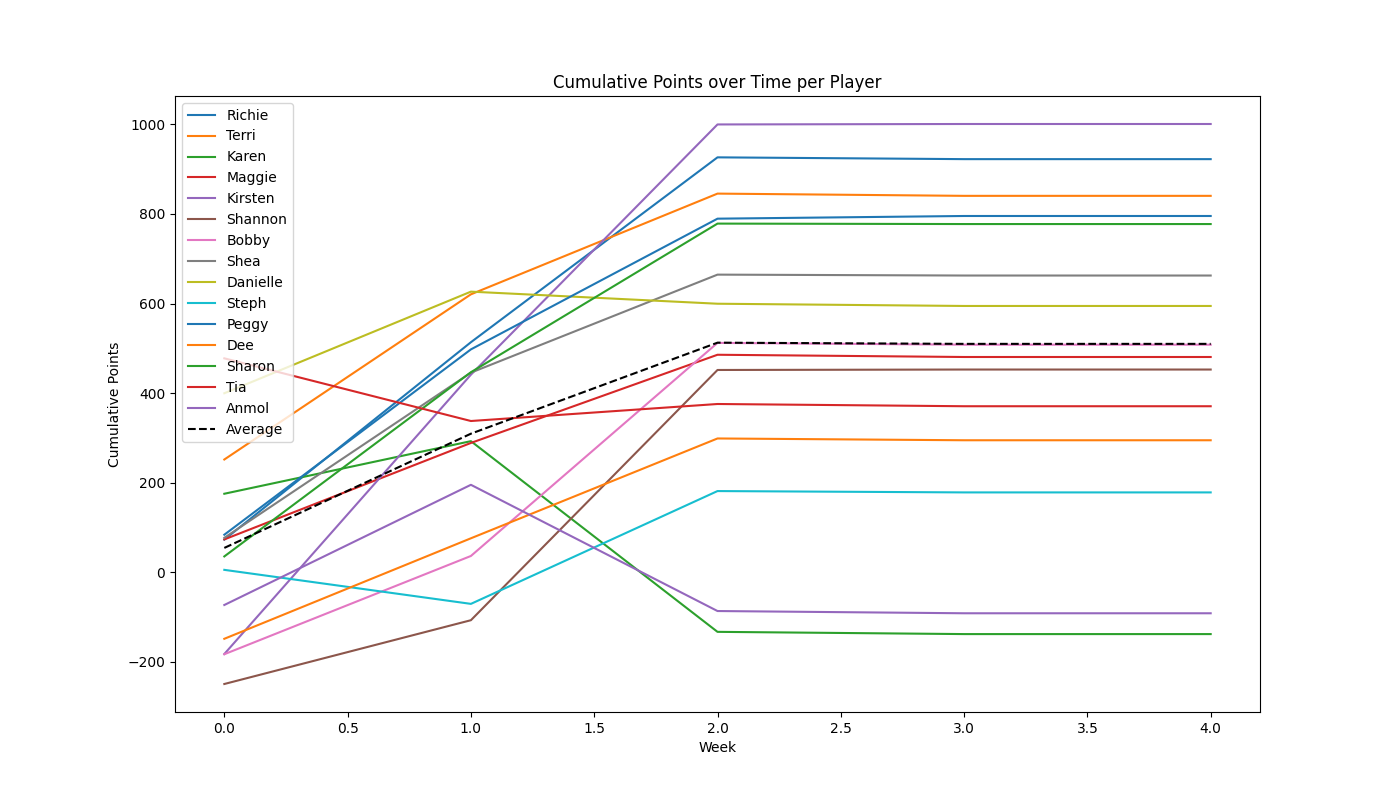 Cumulative Points over Time per Player
Cumulative Points
1000
800
600
400
200
0
−200
Richie
Terri
Karen
Maggie
Kirsten
Shannon
Bobby
Shea
Danielle
Steph
Peggy
Dee
Sharon
Tia
Anmol
Average
0.0 0.5 1.0 1.5 2.0 2.5 3.0 3.5 4.0
Week